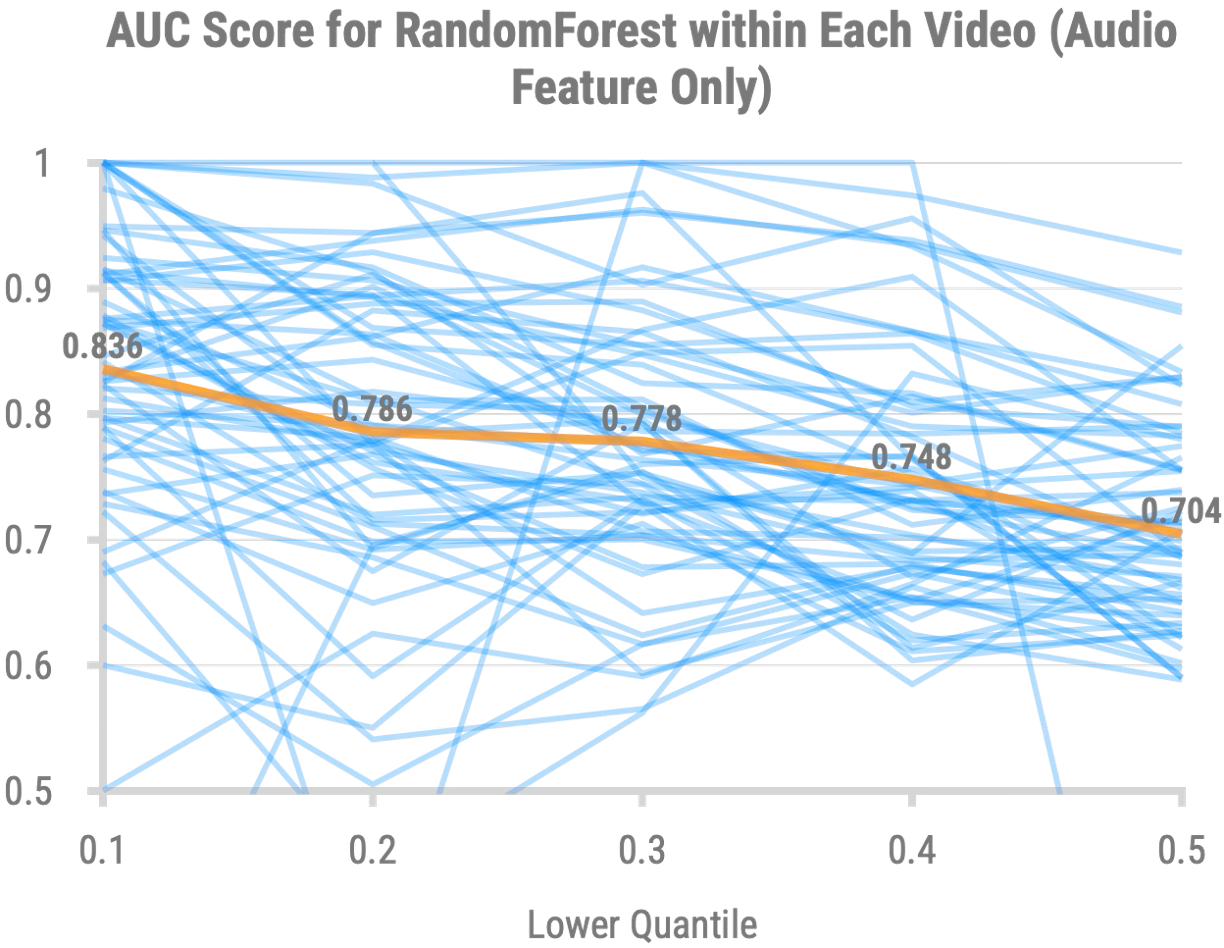 AUC Score for RandomForest within Each Video (Audio
Feature Only)
1
0.9
0.8
0.7
0.6
0.5
0.836
0.786
0.778
0.748
0.704
0.1 0.2 0.3 0.4 0.5
Lower Quantile